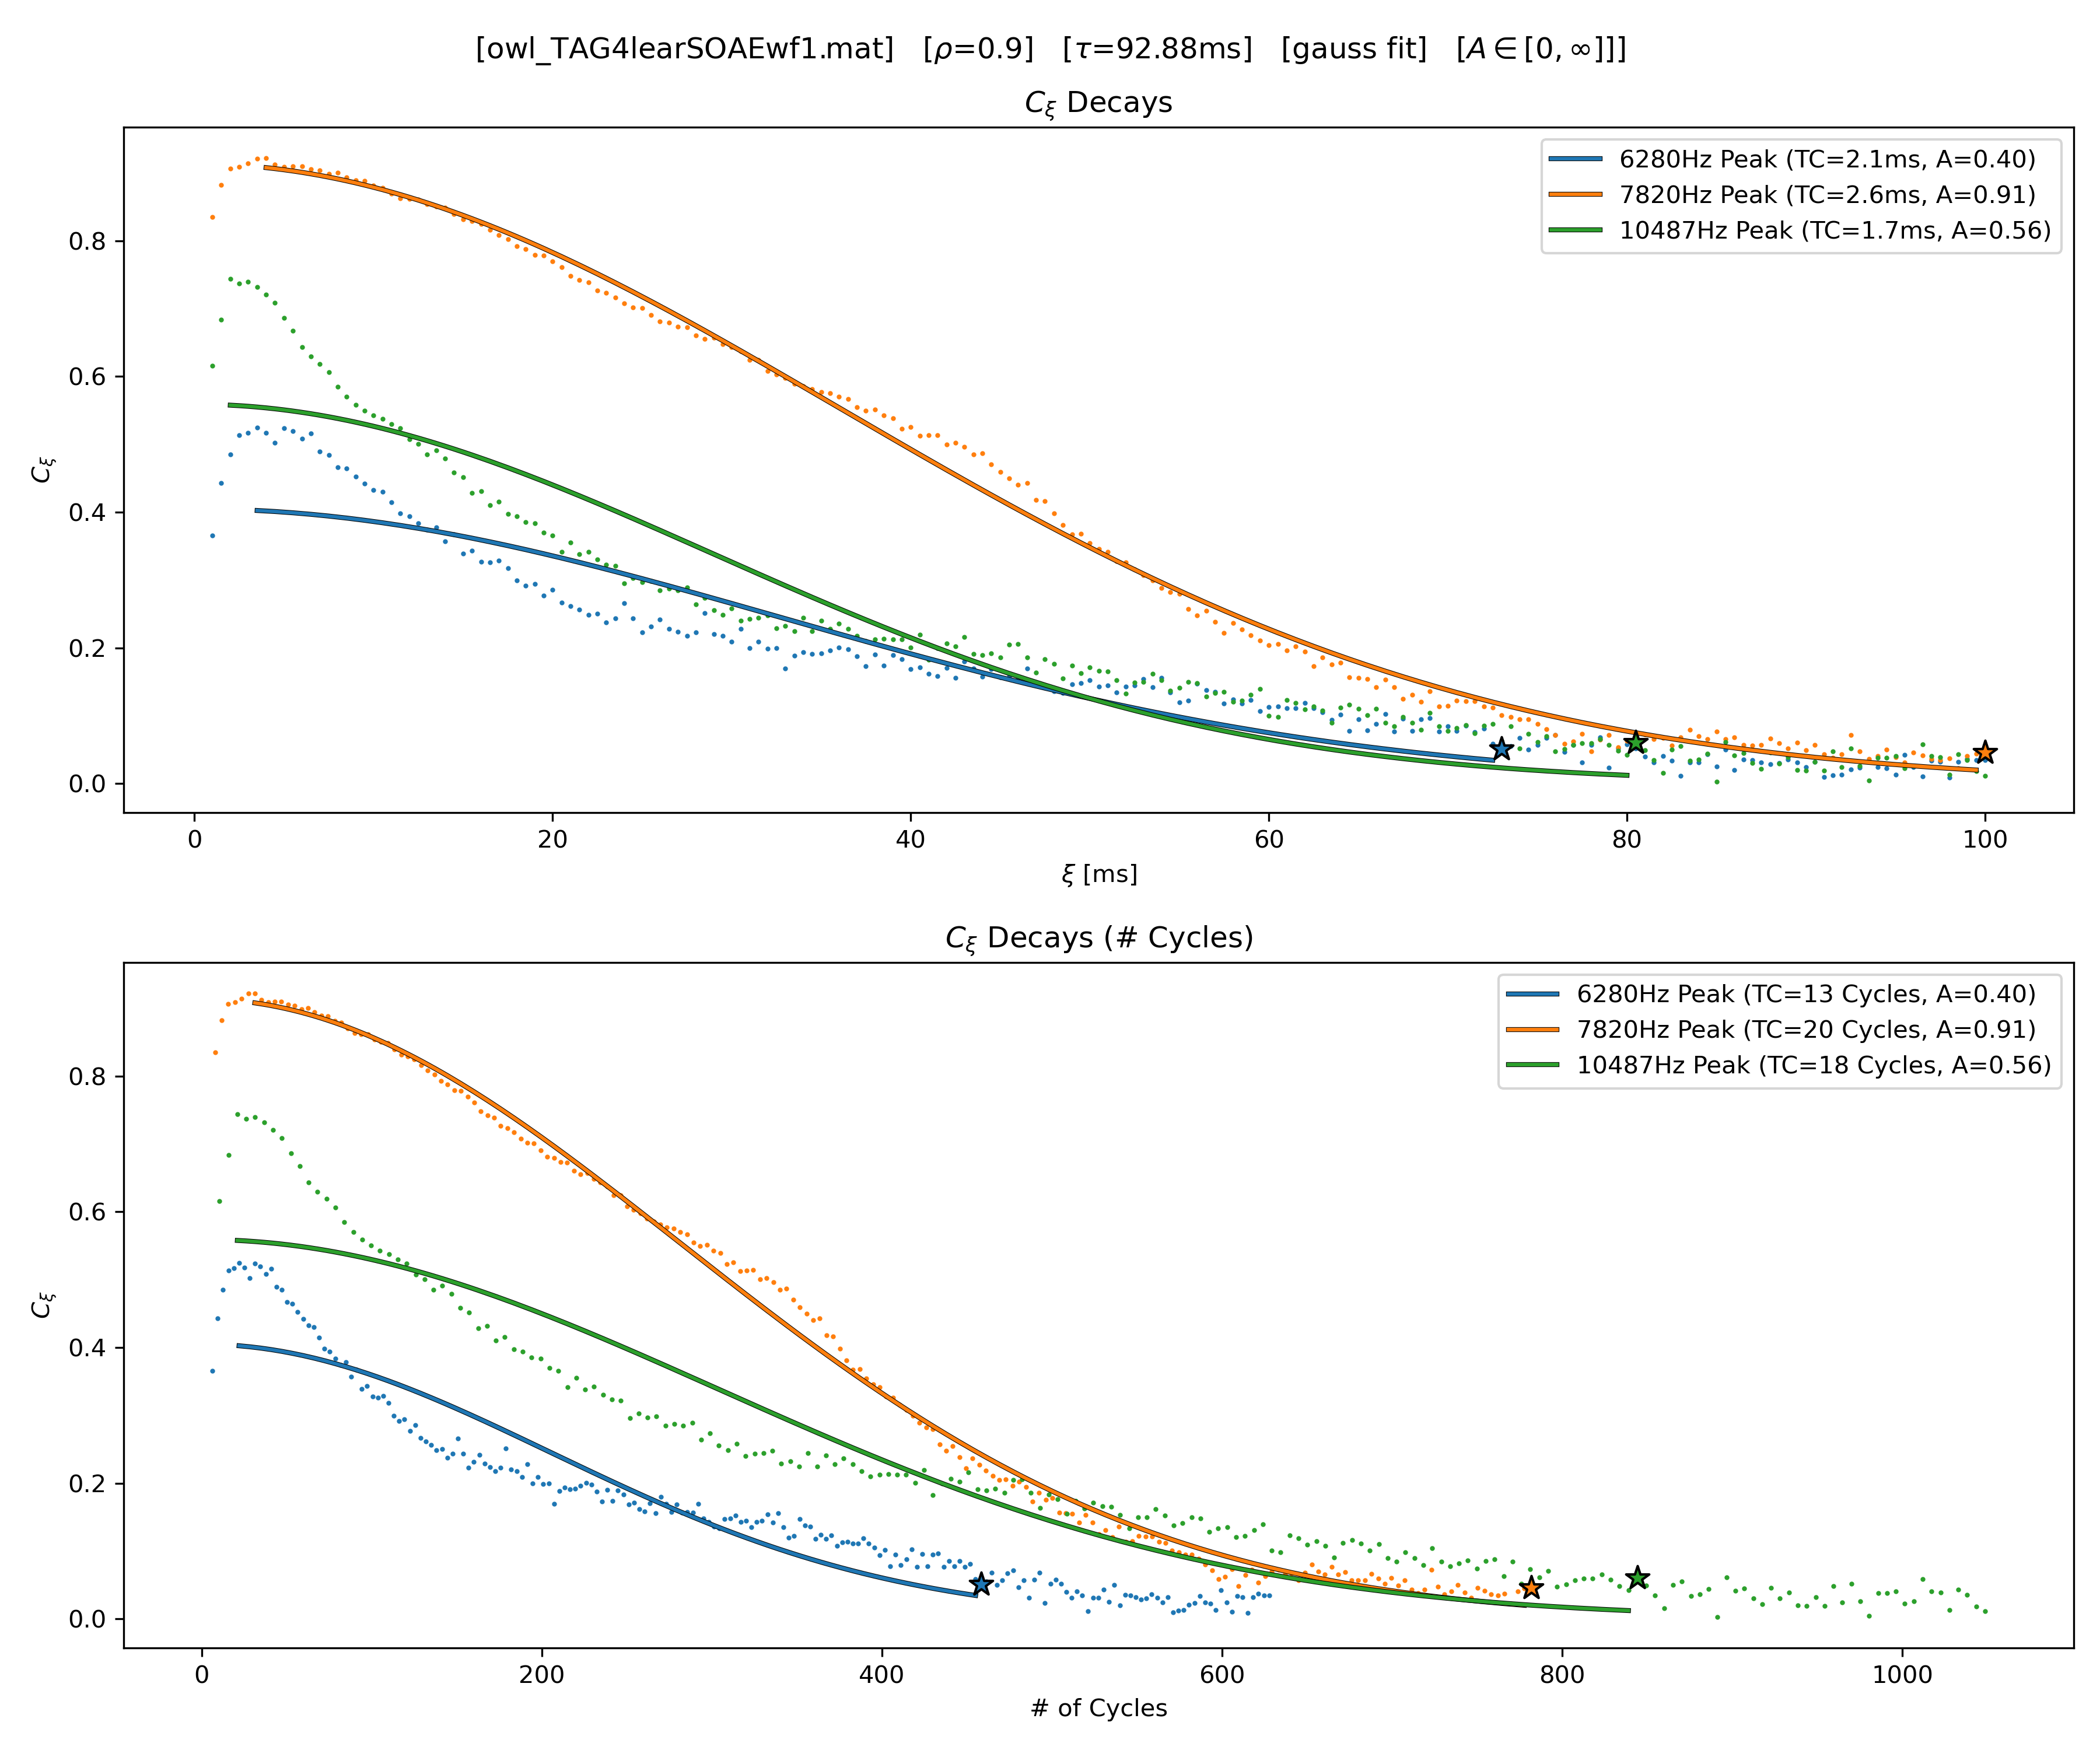 [owl_TAG4learSOAEwf1.mat] [ρ=0.9] [τ=92.88ms] [gauss fit] [A ∈ [0, ∞]]]
C_ξ Decays
6280Hz Peak (TC=2.1ms, A=0.40)
7820Hz Peak (TC=2.6ms, A=0.91)
10487Hz Peak (TC=1.7ms, A=0.56)
C_ξ
0.8
0.6
0.4
0.2
0.0
0 20 40 60 80 100
ξ [ms]
C_ξ Decays (# Cycles)
6280Hz Peak (TC=13 Cycles, A=0.40)
7820Hz Peak (TC=20 Cycles, A=0.91)
10487Hz Peak (TC=18 Cycles, A=0.56)
C_ξ
0.8
0.6
0.4
0.2
0.0
0 200 400 600 800 1000
# of Cycles